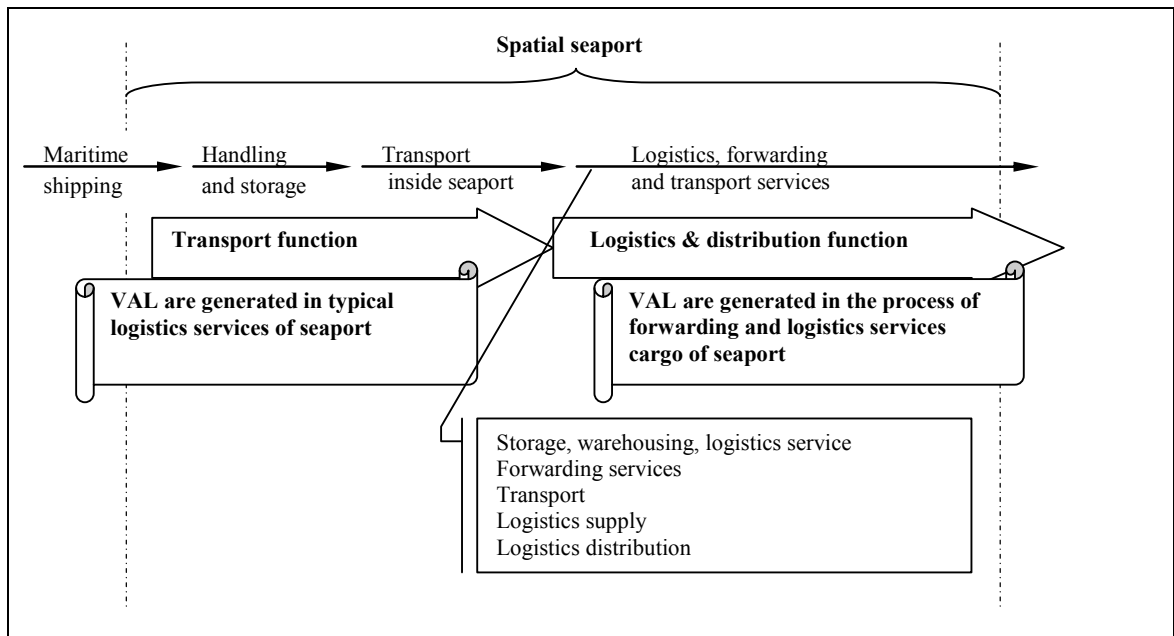 Spatial seaport
Maritime
shipping
Handling
and storage
Transport
inside seaport
Logistics, forwarding
and transport services
Transport function
Logistics & distribution function
VAL are generated in typical
logistics services of seaport
VAL are generated in the process of
forwarding and logistics services
cargo of seaport
Storage, warehousing, logistics service
Forwarding services
Transport
Logistics supply
Logistics distribution